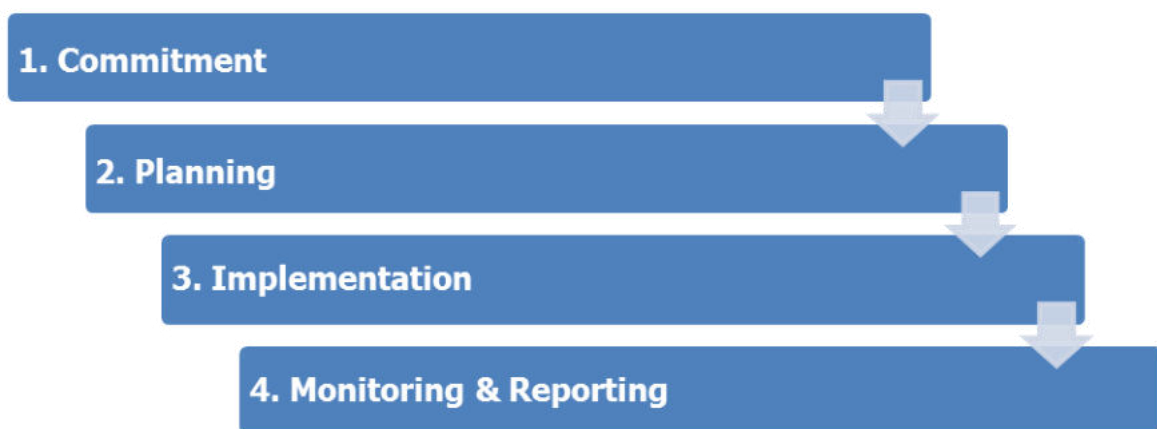 1. Commitment
2. Planning
3. Implementation
4. Monitoring & Reporting